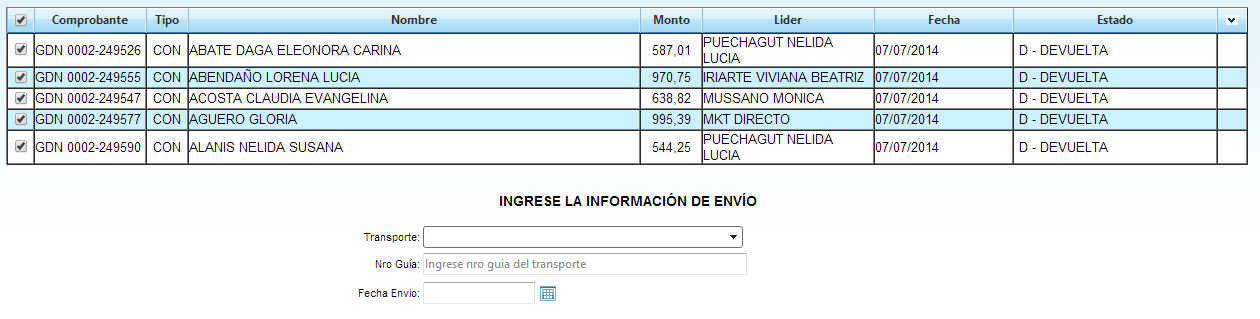 Comprobante Tipo Nombre Monto Lider Fecha Estado
GDN 0002-249526 CON ABATE DAGA ELEONORA CARINA 587,01 PUECHAGUT NELIDA LUCIA 07/07/2014 D - DEVUELTA
GDN 0002-249555 CON ABENDAÑO LORENA LUCIA 970,75 IRIARTE VIVIANA BEATRIZ 07/07/2014 D - DEVUELTA
GDN 0002-249547 CON ACOSTA CLAUDIA EVANGELINA 638,82 MUSSANO MONICA 07/07/2014 D - DEVUELTA
GDN 0002-249577 CON AGUERO GLORIA 995,39 MKT DIRECTO 07/07/2014 D - DEVUELTA
GDN 0002-249590 CON ALANIS NELIDA SUSANA 544,25 PUECHAGUT NELIDA LUCIA 07/07/2014 D - DEVUELTA
INGRESE LA INFORMACIÓN DE ENVÍO
Transporte:
Nro Guía: Ingrese nro guia del transporte
Fecha Envio: